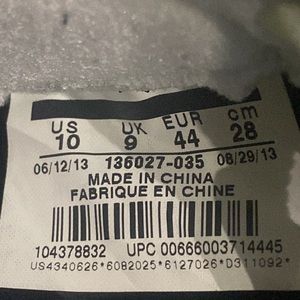 US UK EUR cm
10 9 44 28
06/12/13 136027-035 08/29/13
MADE IN CHINA
FABRIQUE EN CHINE
104378832 UPC 00666003714445
US4340626*6082025*6127026*D311092*